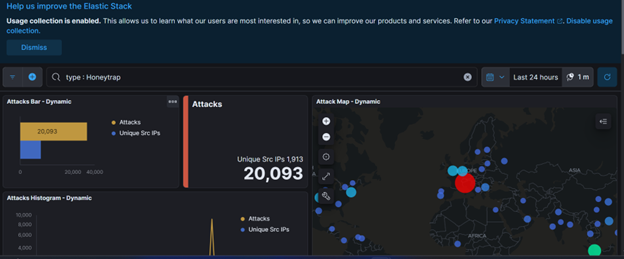 Help us improve the Elastic Stack
Usage collection is enabled. This allows us to learn what our users are most interested in, so we can improve our products and services. Refer to our Privacy Statement. Disable usage
collection.
Dismiss
type : Honeytrap
Last 24 hours
1 m
Attacks Bar - Dynamic
20,093
Attacks
Unique Src IPs
0
20,000
40,000
Attacks
Unique Src IPs 1,913
20,093
Attack Map - Dynamic
ASIA
AFRICA
Attacks Histogram - Dynamic
10,000
8,000
6,000
4,000
Attacks
Unique Src IPs